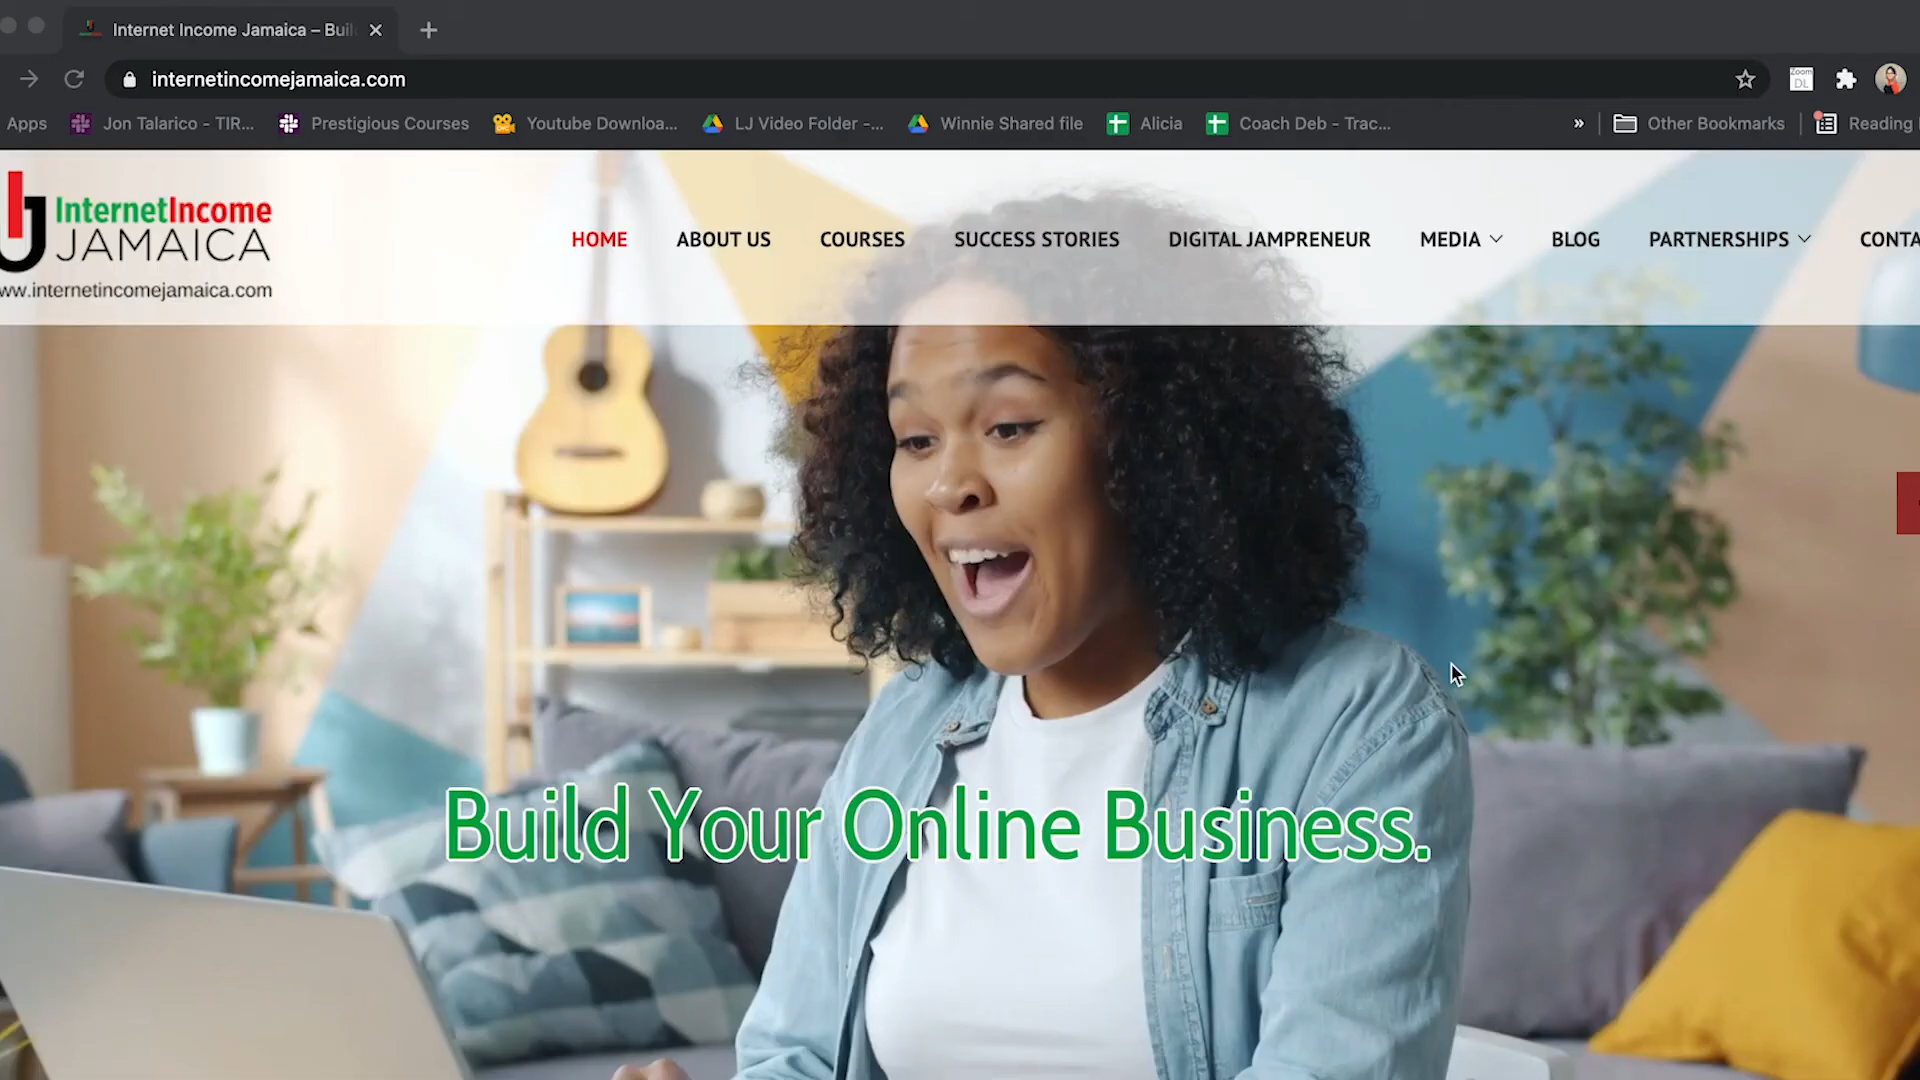 Internet Income Jamaica – Buil
internetincomejamaica.com
Zoom
DL
Apps
Jon Talarico - TIR...
Prestigious Courses
Youtube Downloa...
LJ Video Folder -...
Winnie Shared file
Alicia
Coach Deb - Trac...
»
Other Bookmarks
Reading
InternetIncome
JAMAICA
ww.internetincomejamaica.com
HOME
ABOUT US
COURSES
SUCCESS STORIES
DIGITAL JAMPRENEUR
MEDIA
BLOG
PARTNERSHIPS
CONTA
Build Your Online Business.